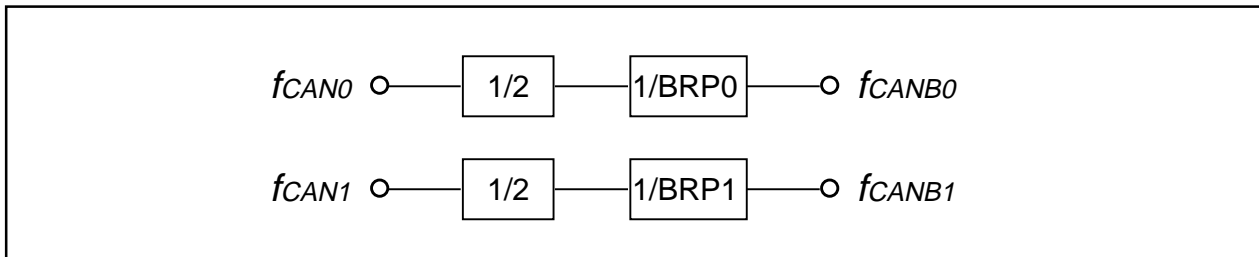 fCAN0 1/2 1/BRP0 fCANB0
fCAN1 1/2 1/BRP1 fCANB1